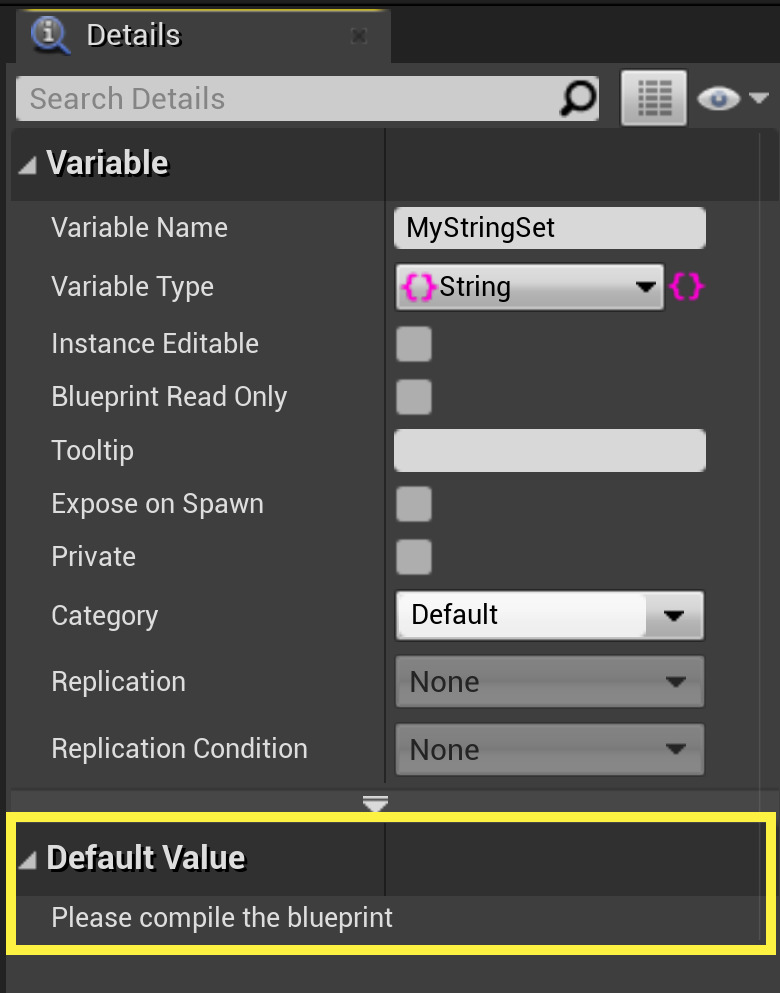 Details
Search Details
Variable
Variable Name MyStringSet
Variable Type {} String {}
Instance Editable
Blueprint Read Only
Tooltip
Expose on Spawn
Private
Category Default
Replication None
Replication Condition None
Default Value
Please compile the blueprint